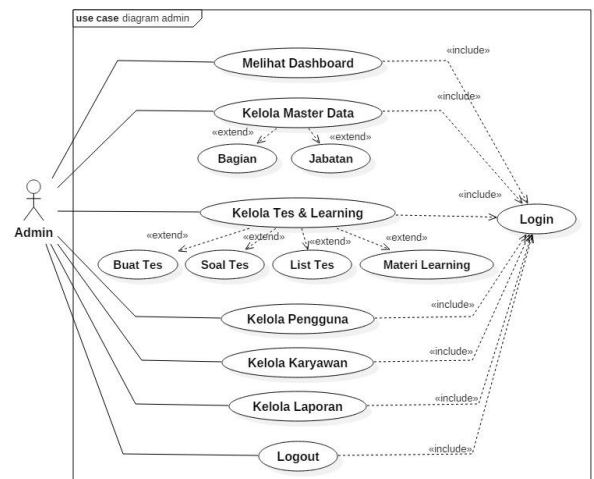 use case diagram admin
Melihat Dashboard
«include»
Kelola Master Data
«include»
«extend»
«extend»
Bagian
Jabatan
Admin
Kelola Tes & Learning
«include»
Login
«extend»
«extend»
«extend»
«extend»
Buat Tes
Soal Tes
List Tes
Materi Learning
Kelola Pengguna
«include»
Kelola Karyawan
«include»
Kelola Laporan
«include»
Logout
«include»